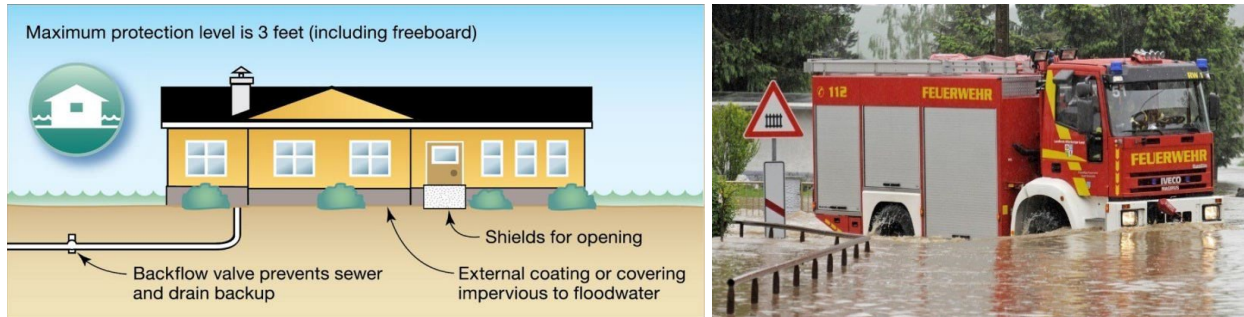 Maximum protection level is 3 feet (including freeboard)
Shields for opening
Backflow valve prevents sewer
and drain backup
External coating or covering
impervious to floodwater
112 FEUERWEHR
FEUERWEHR
IVECO
MAGIRUS